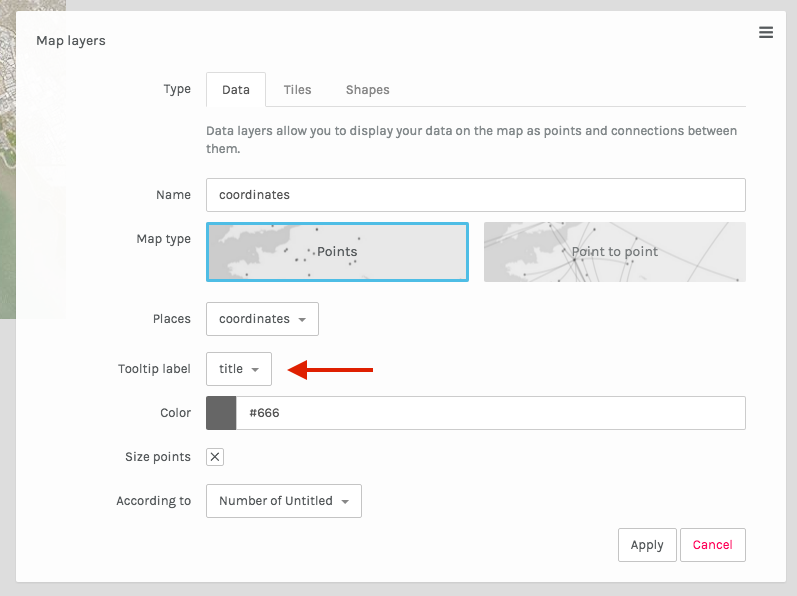 Map layers
Type
Data
Tiles
Shapes
Data layers allow you to display your data on the map as points and connections between
them.
Name
coordinates
Map type
Points
Point to point
Places
coordinates
Tooltip label
title
Color
#666
Size points
According to
Number of Untitled
Apply
Cancel